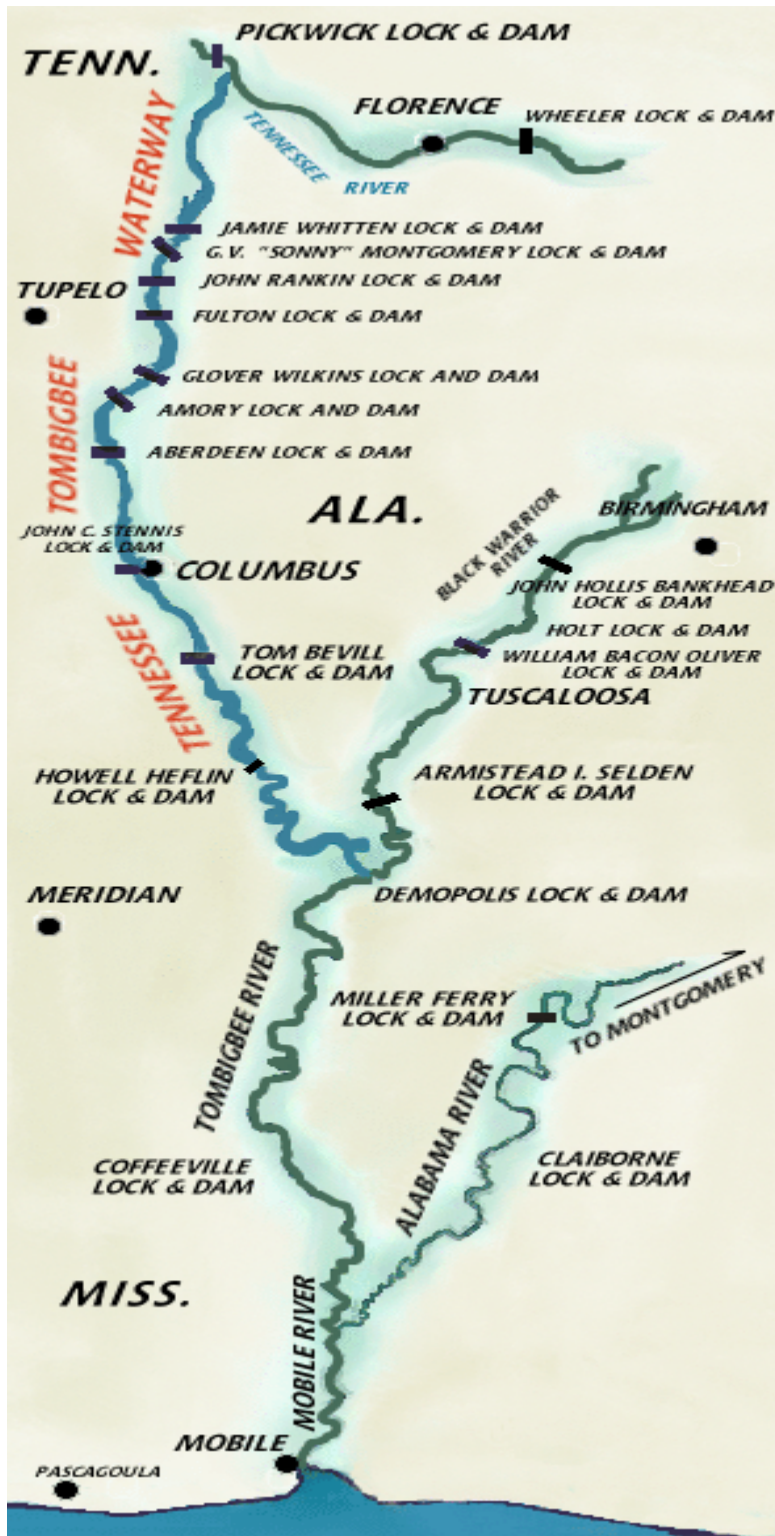 PICKWICK LOCK & DAM
TENN.
FLORENCE
WHEELER LOCK & DAM
WATERWAY
TENNESSEE
RIVER
JAMIE WHITTEN LOCK & DAM
G.V. "SONNY" MONTGOMERY LOCK & DAM
JOHN RANKIN LOCK & DAM
TUPELO
FULTON LOCK & DAM
GLOVER WILKINS LOCK AND DAM
AMORY LOCK AND DAM
TOMBIGBEE
ABERDEEN LOCK & DAM
ALA.
BIRMINGHAM
BLACK WARRIOR
RIVER
JOHN C. STENNIS
LOCK & DAM
COLUMBUS
JOHN HOLLIS BANKHEAD
LOCK & DAM
HOLT LOCK & DAM
TENNESSEE
TOM BEVILL
LOCK & DAM
WILLIAM BACON OLIVER
LOCK & DAM
TUSCALOOSA
HOWELL HEFLIN
LOCK & DAM
ARMISTEAD I. SELDEN
LOCK & DAM
MERIDIAN
DEMOPOLIS LOCK & DAM
TOMBIGBEE RIVER
MILLER FERRY
LOCK & DAM
TO MONTGOMERY
ALABAMA RIVER
COFFEEVILLE
LOCK & DAM
CLAIBORNE
LOCK & DAM
MISS.
MOBILE RIVER
MOBILE
PASCAGOULA